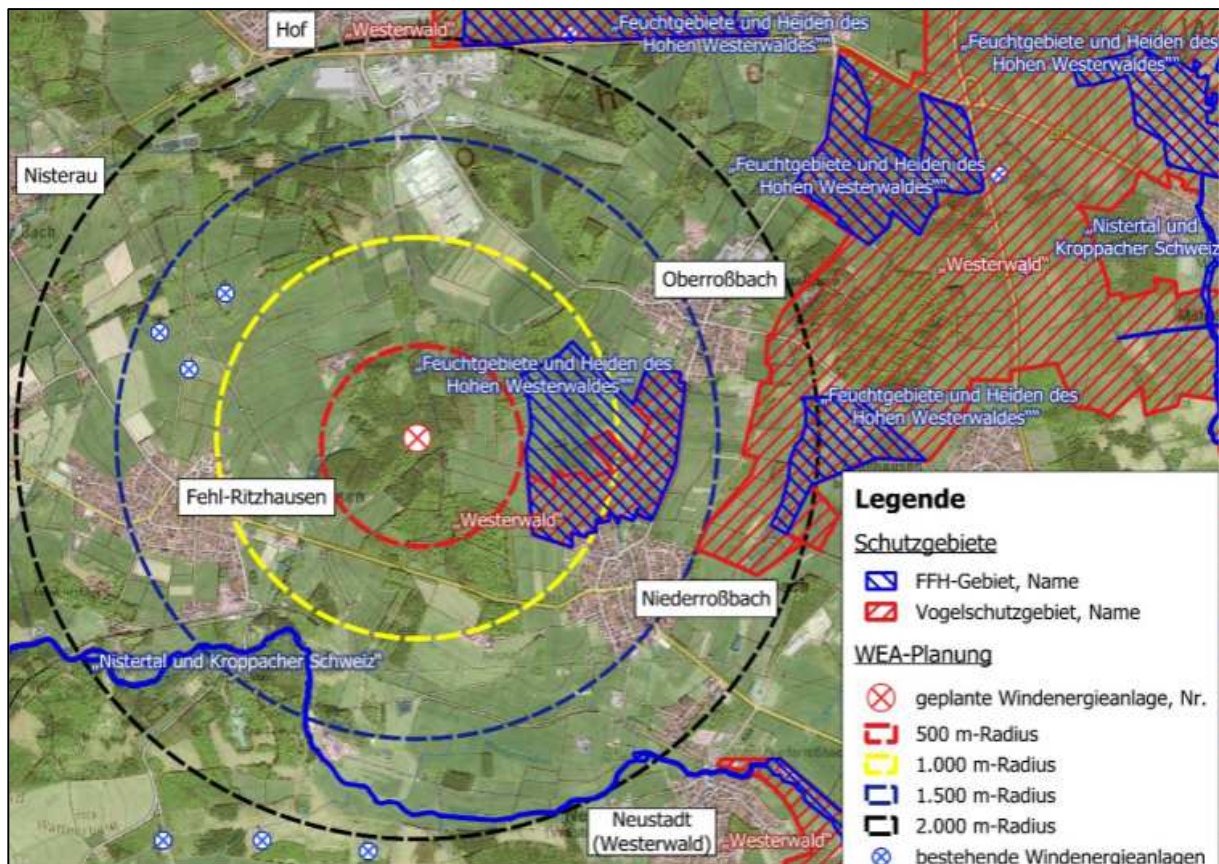 Hof
„Westerwald“
„Feuchtgebiete und Heiden des
Hohen Westerwaldes""
„Feuchtgebiete und Heiden des
Hohen Westerwaldes""
Nisterau
„Feuchtgebiete und Heiden des
Hohen Westerwaldes""
„Nistertal und
Kroppacher Schweiz“
„Westerwald“
Oberroßbach
„Feuchtgebiete und Heiden des
Hohen Westerwaldes""
„Feuchtgebiete und Heiden des
Hohen Westerwaldes""
Fehl-Ritzhausen
„Westerwald“
Niederroßbach
„Nistertal und Kroppacher Schweiz“
Neustadt
(Westerwald)
„Westerwald“
Legende
Schutzgebiete
FFH-Gebiet, Name
Vogelschutzgebiet, Name
WEA-Planung
geplante Windenergieanlage, Nr.
500 m-Radius
1.000 m-Radius
1.500 m-Radius
2.000 m-Radius
bestehende Windenergieanlagen